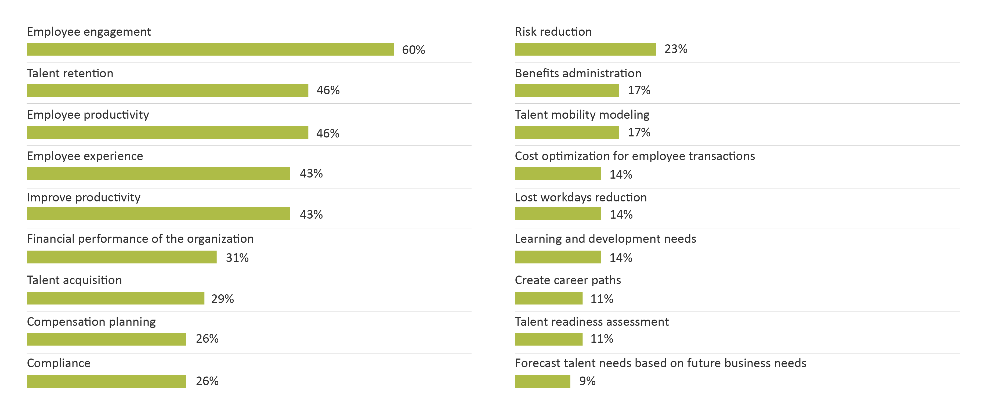 Employee engagement
60%
Talent retention
46%
Employee productivity
46%
Employee experience
43%
Improve productivity
43%
Financial performance of the organization
31%
Talent acquisition
29%
Compensation planning
26%
Compliance
26%
Risk reduction
23%
Benefits administration
17%
Talent mobility modeling
17%
Cost optimization for employee transactions
14%
Lost workdays reduction
14%
Learning and development needs
14%
Create career paths
11%
Talent readiness assessment
11%
Forecast talent needs based on future business needs
9%